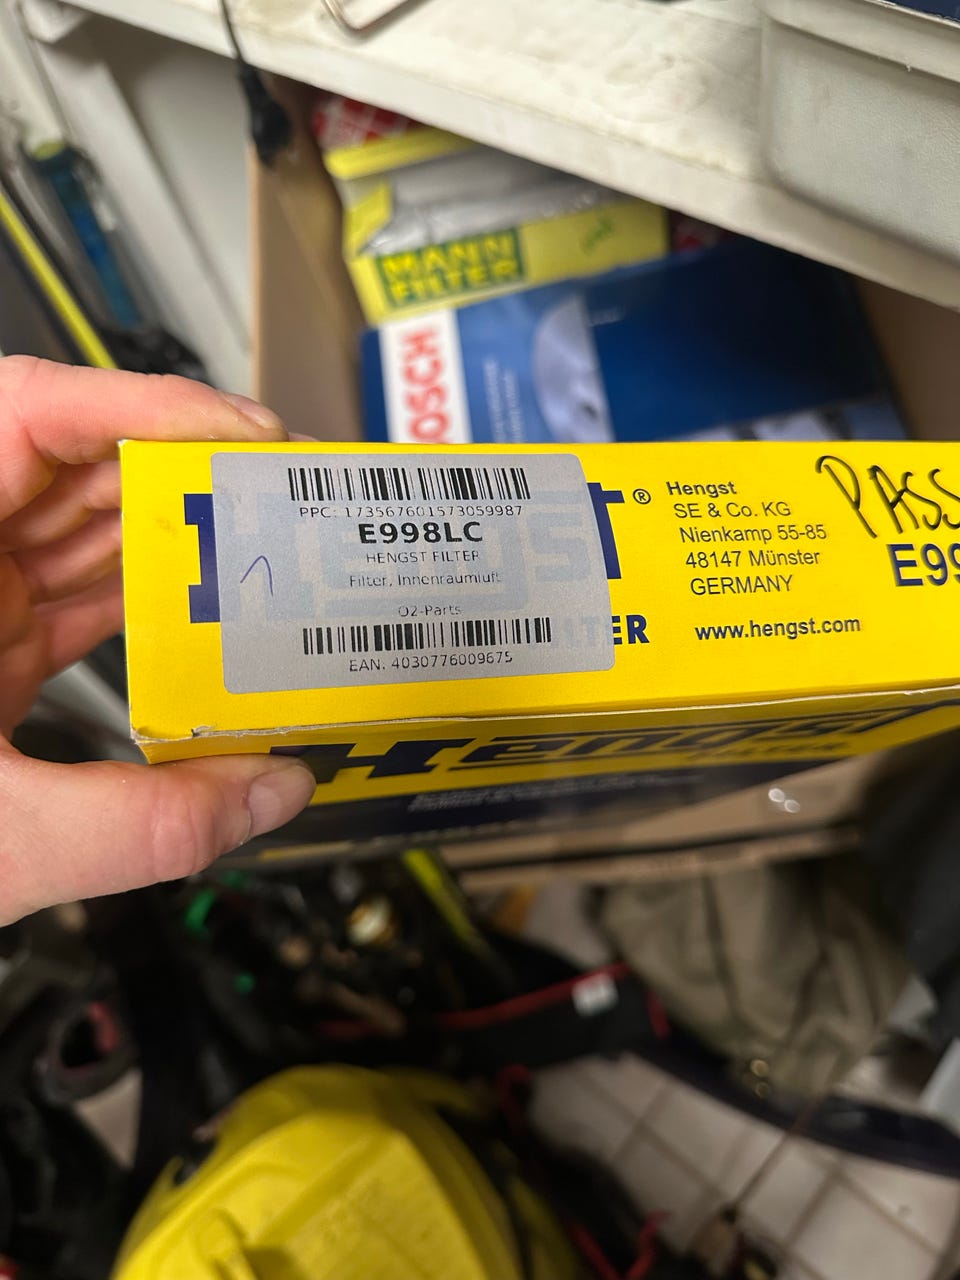 MANN
FILTER
BOSCH
PPC: 173567601573059987
E998LC
HENGST FILTER
Filter, Innenraumluft
O2-Parts
EAN: 4030776009675
®
Hengst
SE & Co. KG
Nienkamp 55-85
48147 Münster
GERMANY
www.hengst.com
PASS
E99
Hengst